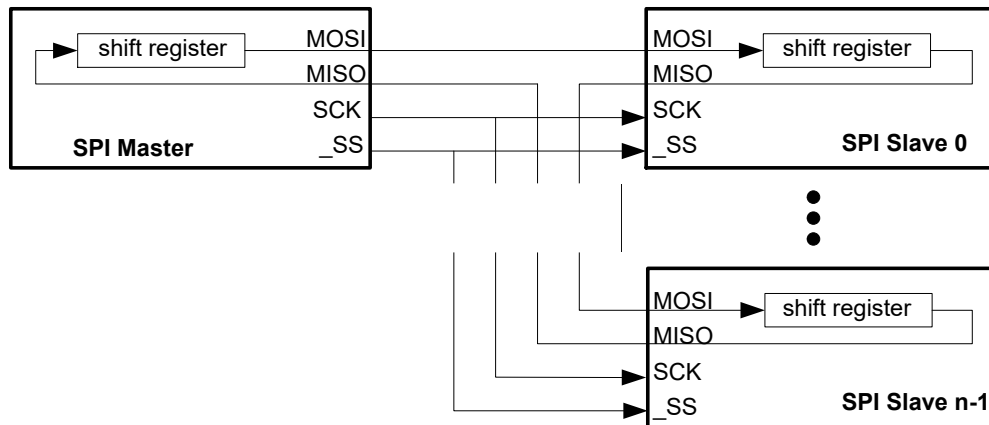 shift register
MOSI
MISO
SCK
_SS
SPI Master
MOSI
shift register
MISO
SCK
_SS
SPI Slave 0
MOSI
shift register
MISO
SCK
_SS
SPI Slave n-1